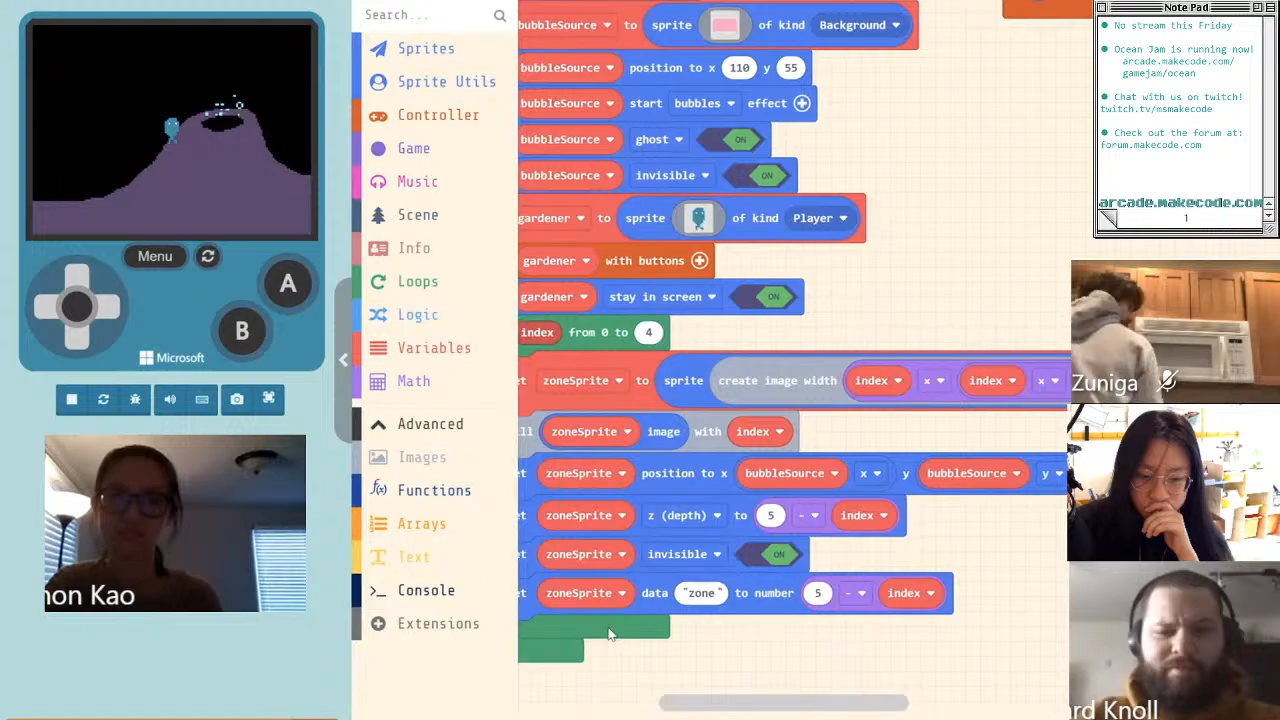 Menu
A
B
Microsoft
non Kao
Search...
Sprites
Sprite Utils
Controller
Game
Music
Scene
Info
Loops
Logic
Variables
Math
Advanced
Images
Functions
Arrays
Text
Console
Extensions
bubbleSource to sprite of kind Background
bubbleSource position to x 110 y 55
bubbleSource start bubbles effect
bubbleSource ghost ON
bubbleSource invisible ON
gardener to sprite of kind Player
gardener with buttons
gardener stay in screen ON
index from 0 to 4
et zoneSprite to sprite create image width index × index ×
ll zoneSprite image with index
et zoneSprite position to x bubbleSource x y bubbleSource y
et zoneSprite z (depth) to 5 - index
et zoneSprite invisible ON
et zoneSprite data "zone" to number 5 - index
Note Pad
No stream this Friday
Ocean Jam is running now!
arcade.makecode.com/
gamejam/ocean
Chat with us on twitch!
twitch.tv/msmakecode
Check out the forum at:
forum.makecode.com
arcade.makecode.com
1
Zuniga
ard Knoll